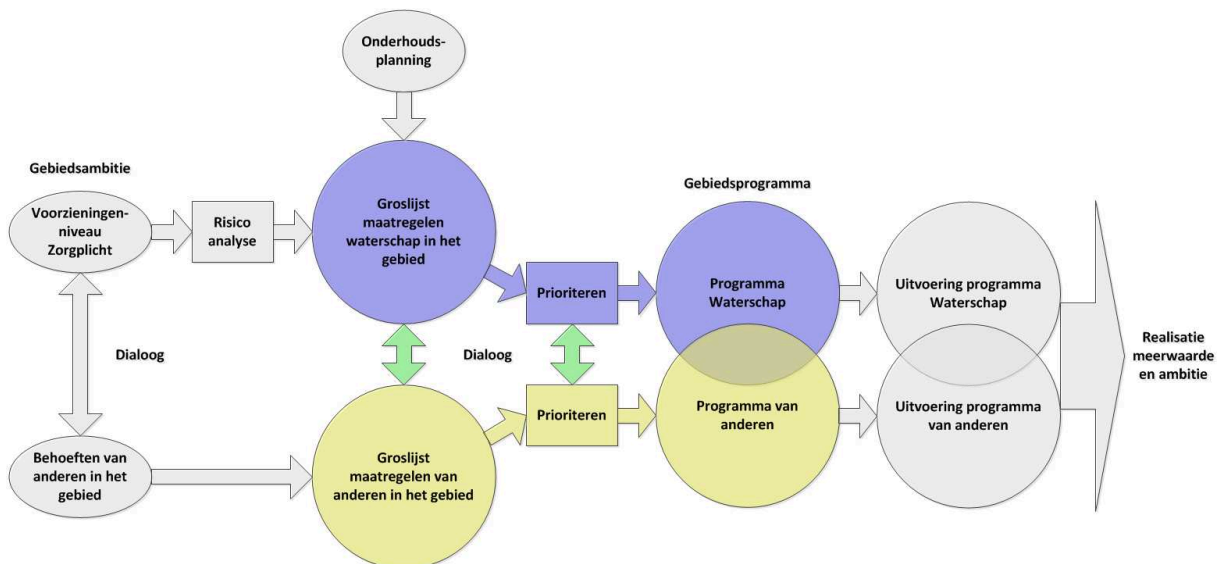 Onderhouds-
planning
Gebiedsambitie
Voorzieningen-
niveau
Zorgplicht
Risico
analyse
Groslijst
maatregelen
waterschap in het
gebied
Prioriteren
Gebiedsprogramma
Programma
Waterschap
Uitvoering programma
Waterschap
Dialoog
Dialoog
Realisatie
meerwaarde
en ambitie
Behoeften van
anderen in het
gebied
Groslijst
maatregelen van
anderen in het gebied
Prioriteren
Programma van
anderen
Uitvoering programma
van anderen